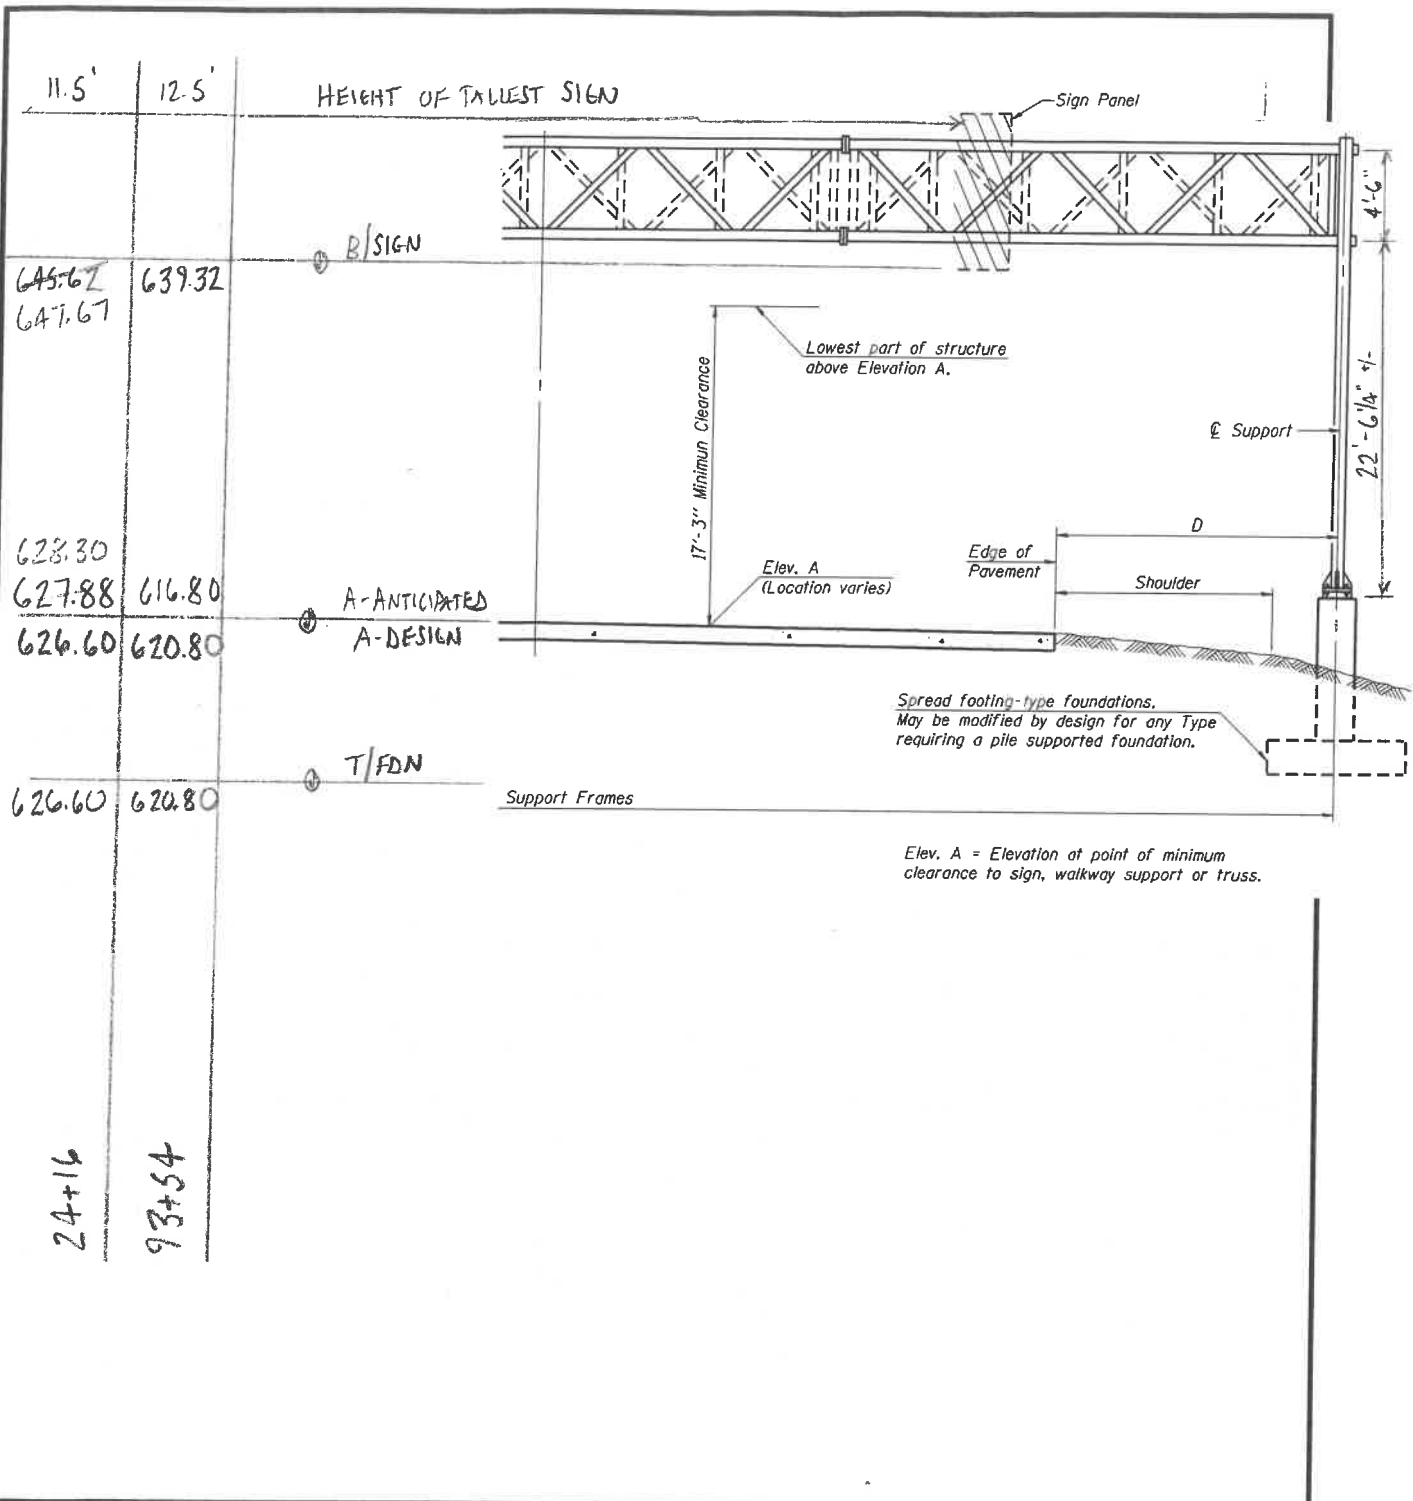 11.5' 12.5' HEIGHT OF TALLEST SIGN
Sign Panel
4'-6"
B/SIGN
645.62 639.32
647.67
Lowest part of structure
above Elevation A.
17'-3" Minimun Clearance
℄ Support
22'-6 1/4" +/-
D
628.30
Edge of
Pavement
Shoulder
Elev. A
(Location varies)
627.88 616.80 A-ANTICIPATED
626.60 620.80 A-DESIGN
Spread footing-type foundations.
May be modified by design for any Type
requiring a pile supported foundation.
T/FDN
626.60 620.80
Support Frames
Elev. A = Elevation at point of minimum
clearance to sign, walkway support or truss.
24+16
93+54